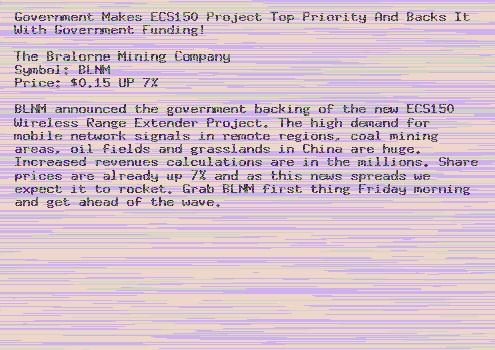 Government Makes ECS150 Project Top Priority And Backs It
With Government Funding!
The Bralorne Mining Company
Symbol: BLNM
Price: $0.15 UP 7%
BLNM announced the government backing of the new ECS150
Wireless Range Extender Project. The high demand for
mobile network signals in remote regions, coal mining
areas, oil fields and grasslands in China are huge.
Increased revenues calculations are in the millions. Share
prices are already up 7% and as this news spreads we
expect it to rocket. Grab BLNM first thing Friday morning
and get ahead of the wave.